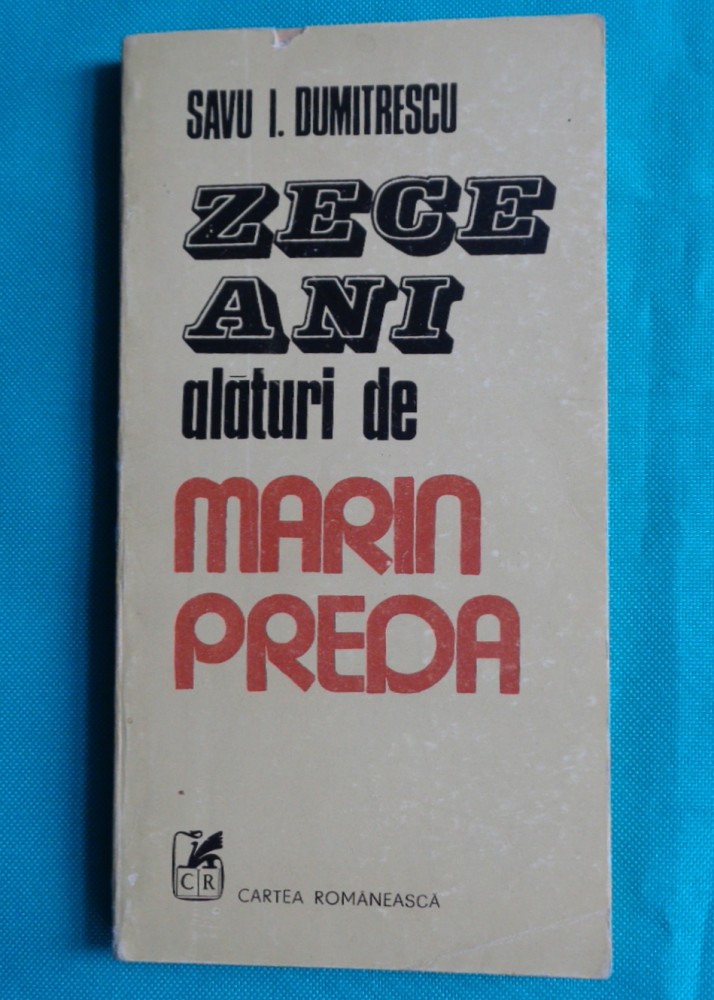 SAVU I. DUMITRESCU
ZECE
ANI
alături de
MARIN
PREDA
CR
CARTEA ROMÂNEASCĂ